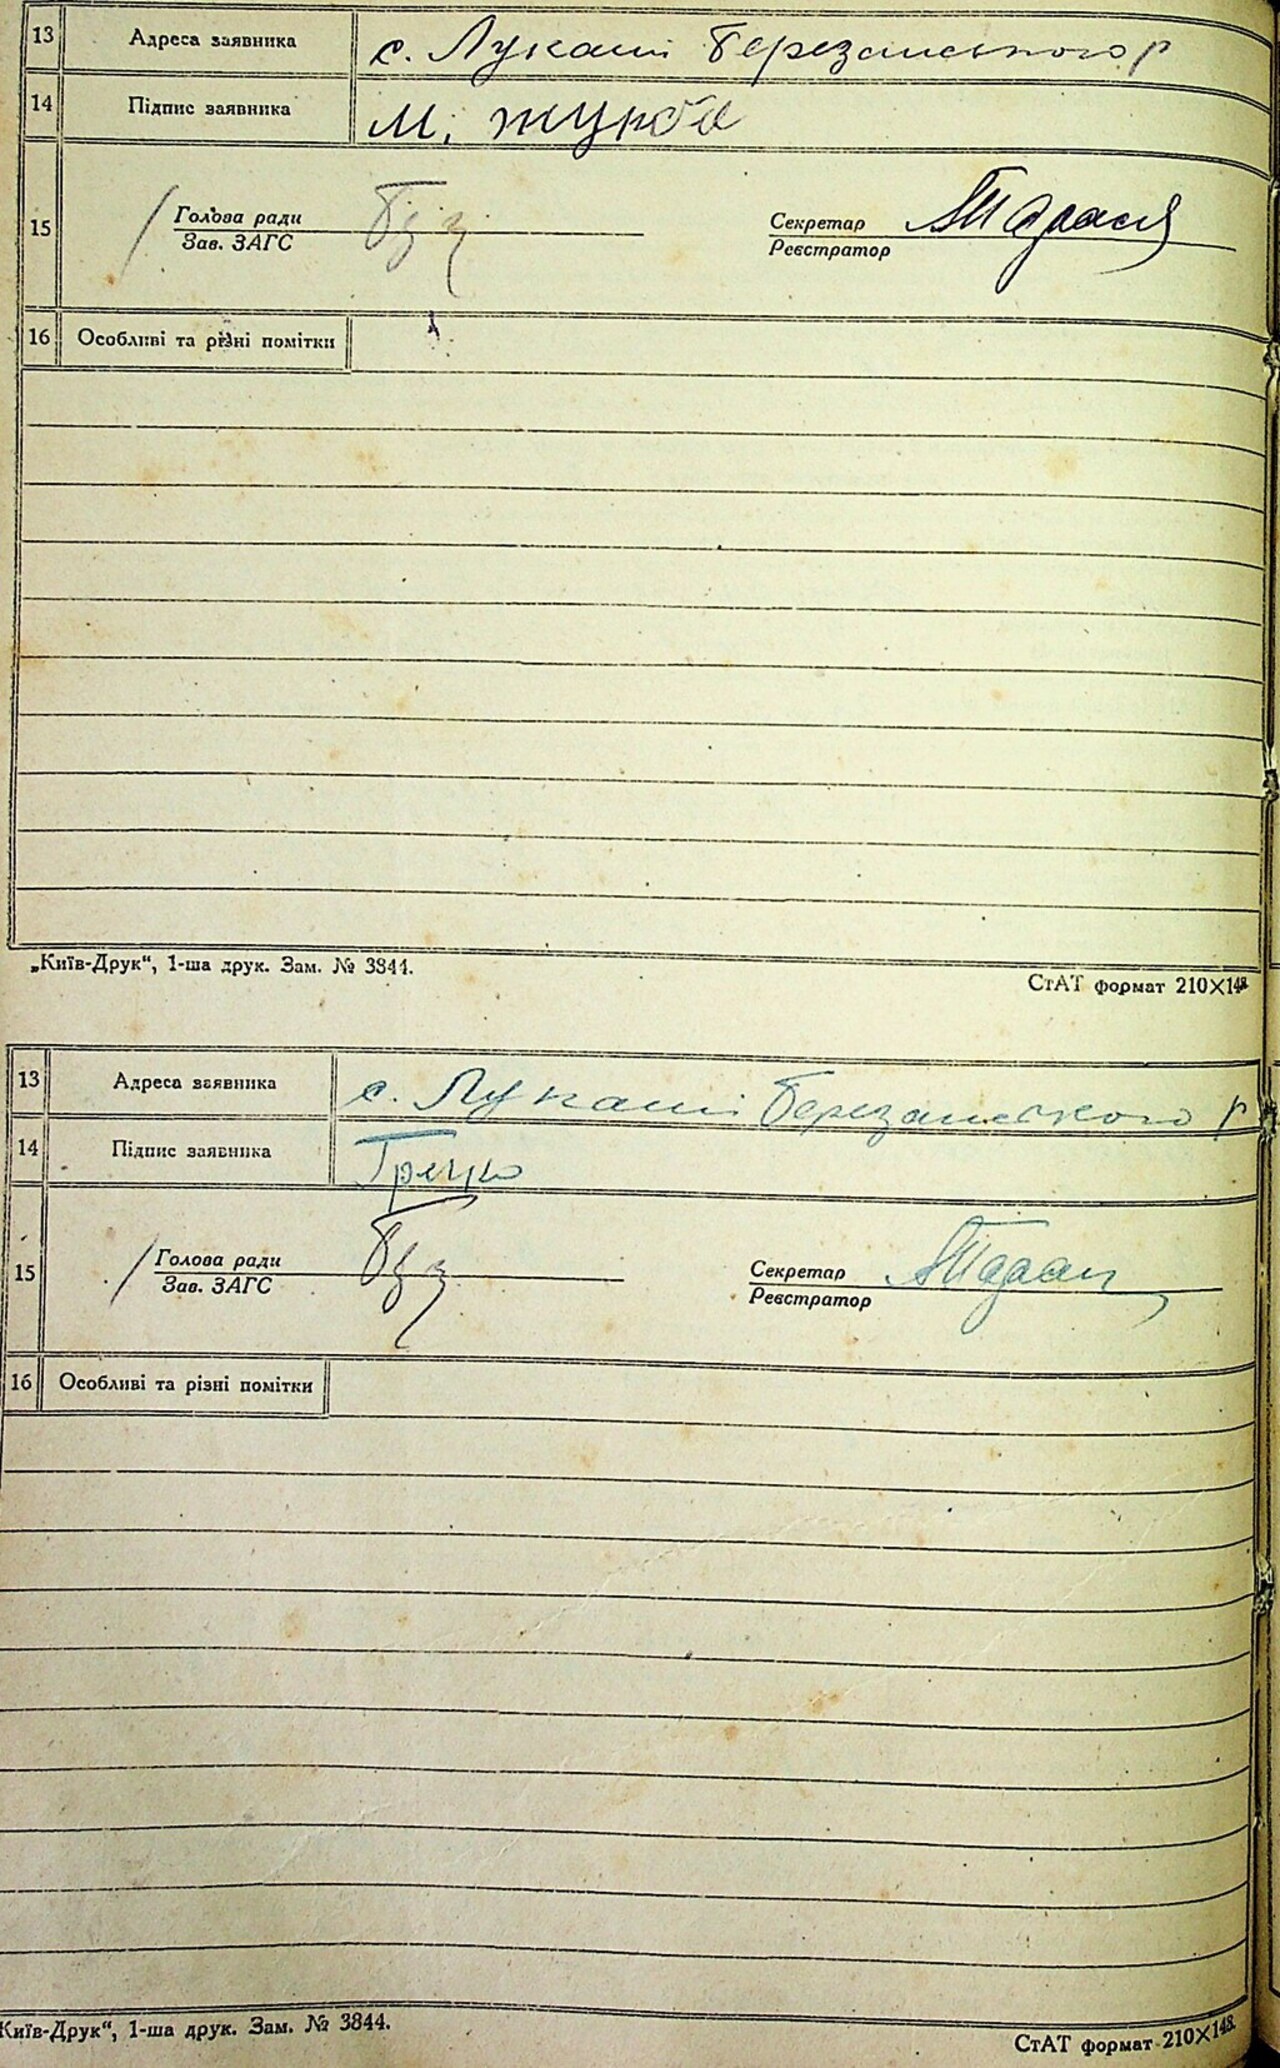 13 Адреса заявника с. Лукаші Березанського р
14 Підпис заявника М.
15 Голова ради Секретар
Зав. ЗАГС Реєстратор
16 Особливі та різні помітки
„Київ-Друк“, 1-ша друк. Зам. № 3844.
СтАТ формат 210×148
13 Адреса заявника с. Лукаші Березанського р
14 Підпис заявника
15 Голова ради Секретар
Зав. ЗАГС Реєстратор
16 Особливі та різні помітки
Київ-Друк“, 1-ша друк. Зам. № 3844.
СтАТ формат 210×148.